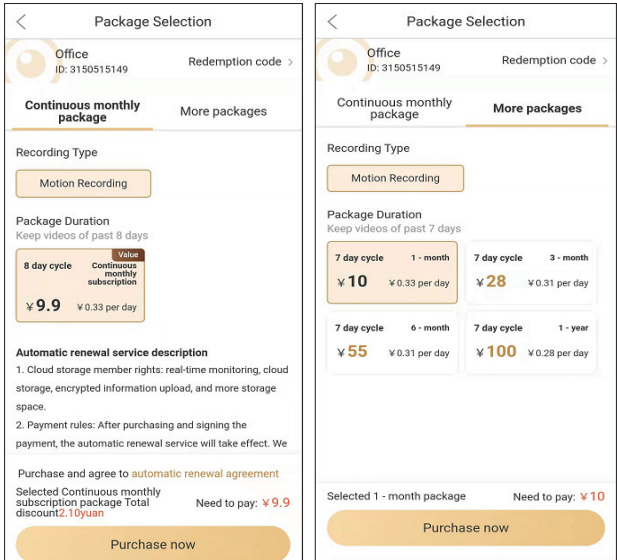 Package Selection
Office
ID: 3150515149
Redemption code >
Continuous monthly
package
More packages
Recording Type
Motion Recording
Package Duration
Keep videos of past 8 days
Value
8 day cycle
Continuous
monthly
subscription
¥9.9
¥0.33 per day
Automatic renewal service description
1. Cloud storage member rights: real-time monitoring, cloud
storage, encrypted information upload, and more storage
space.
2. Payment rules: After purchasing and signing the
payment, the automatic renewal service will take effect. We
Purchase and agree to automatic renewal agreement
Selected Continuous monthly
subscription package Total
discount2.10yuan
Need to pay: ¥9.9
Purchase now
Package Selection
Office
ID: 3150515149
Redemption code >
Continuous monthly
package
More packages
Recording Type
Motion Recording
Package Duration
Keep videos of past 7 days
7 day cycle 1 - month
¥10 ¥0.33 per day
7 day cycle 3 - month
¥28 ¥0.31 per day
7 day cycle 6 - month
¥55 ¥0.31 per day
7 day cycle 1 - year
¥100 ¥0.28 per day
Selected 1 - month package
Need to pay: ¥10
Purchase now